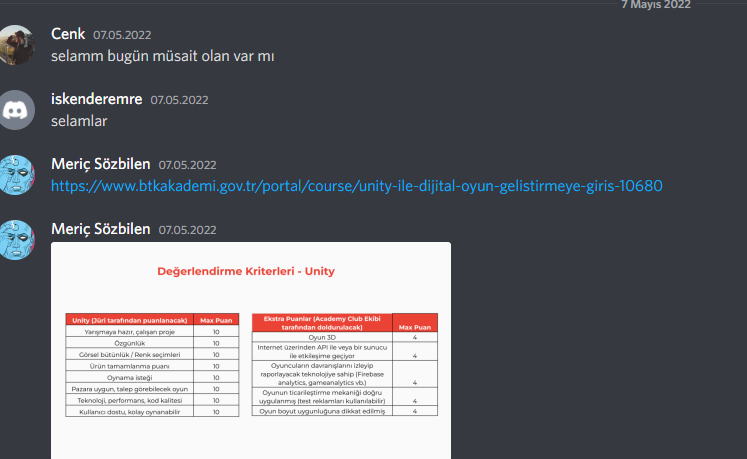 7 Mayıs 2022
Cenk 07.05.2022
selamm bugün müsait olan var mı
iskenderemre 07.05.2022
selamlar
Meriç Sözbilen 07.05.2022
https://www.btkakademi.gov.tr/portal/course/unity-ile-dijital-oyun-gelistirmeye-giris-10680
Meriç Sözbilen 07.05.2022
Değerlendirme Kriterleri - Unity
Unity (Jüri tarafından puanlanacak) Max Puan
Yarışmaya hazır, çalışan proje 10
Özgünlük 10
Görsel bütünlük / Renk seçimleri 10
Ürün tamamlanma puanı 10
Oynama isteği 10
Pazara uygun, talep görebilecek oyun 10
Teknoloji, performans, kod kalitesi 10
Kullanıcı dostu, kolay oynanabilir 10
Ekstra Puanlar (Academy Club Ekibi
tarafından doldurulacak) Max Puan
Oyun 3D 4
Internet üzerinden API ile veya bir sunucu
ile etkileşime geçiyor 4
Oyuncuların davranışlarını izleyip
raporlayacak teknolojiye sahip (Firebase
analytics, gameanalytics vb.) 4
Oyunun ticarileştirme mekaniği doğru
uygulanmış (test reklamları kullanılabilir) 4
Oyun boyut uygunluğuna dikkat edilmiş 4